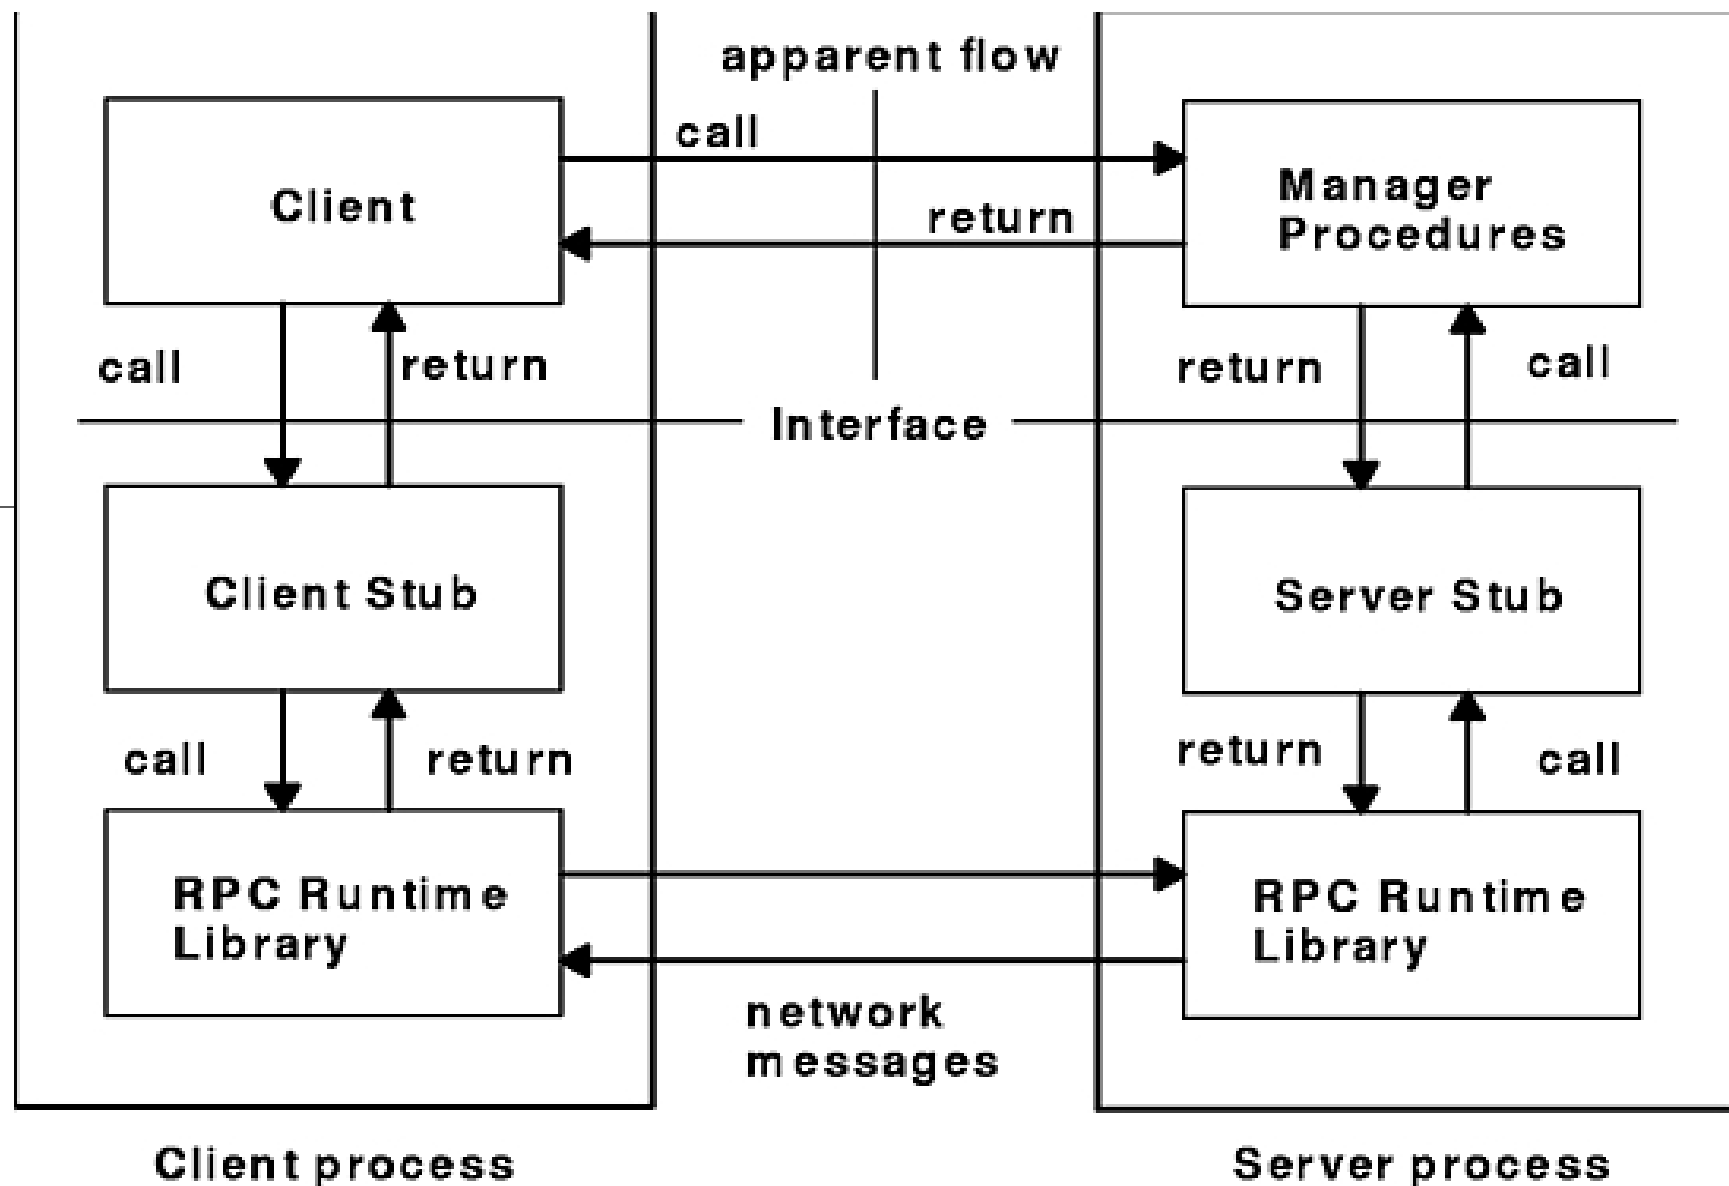 apparent flow
call
Client
Manager
Procedures
return
call
return
return
call
Interface
Client Stub
Server Stub
call
return
return
call
RPC Runtime
Library
RPC Runtime
Library
network
messages
Client process
Server process